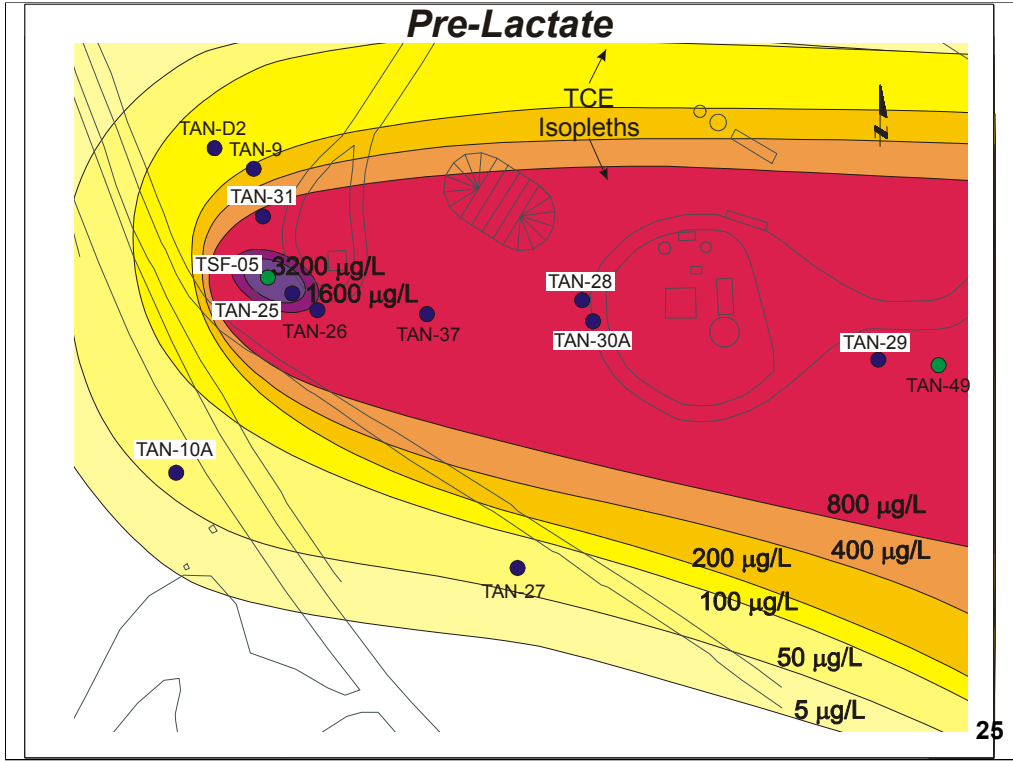 Pre-Lactate
TCE
Isopleths
TAN-D2
TAN-9
TAN-31
TSF-05
3200 µg/L
1600 µg/L
TAN-25
TAN-26
TAN-37
TAN-28
TAN-30A
TAN-29
TAN-49
TAN-10A
TAN-27
800 µg/L
400 µg/L
200 µg/L
100 µg/L
50 µg/L
5 µg/L
25